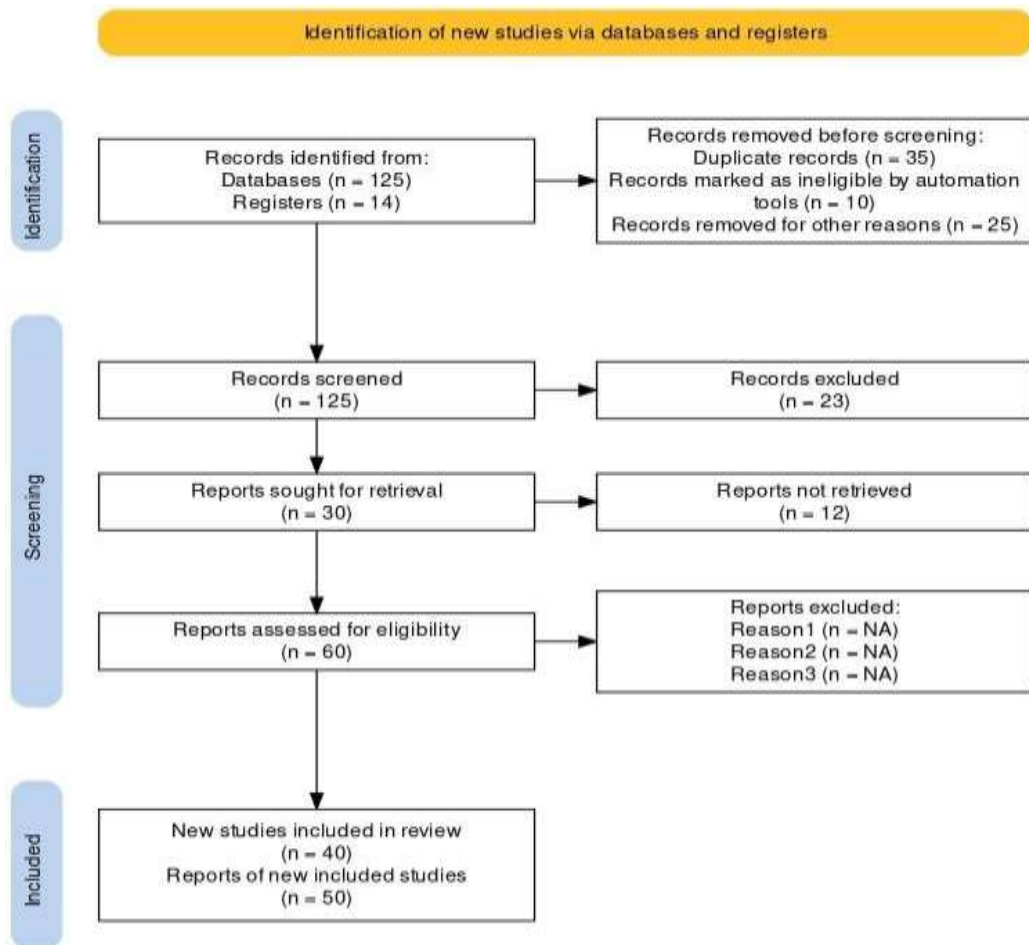 Identification of new studies via databases and registers
Identification
Records identified from:
Databases (n = 125)
Registers (n = 14)
Records removed before screening:
Duplicate records (n = 35)
Records marked as ineligible by automation
tools (n = 10)
Records removed for other reasons (n = 25)
Screening
Records screened
(n = 125)
Records excluded
(n = 23)
Reports sought for retrieval
(n = 30)
Reports not retrieved
(n = 12)
Reports assessed for eligibility
(n = 60)
Reports excluded:
Reason1 (n = NA)
Reason2 (n = NA)
Reason3 (n = NA)
Included
New studies included in review
(n = 40)
Reports of new included studies
(n = 50)